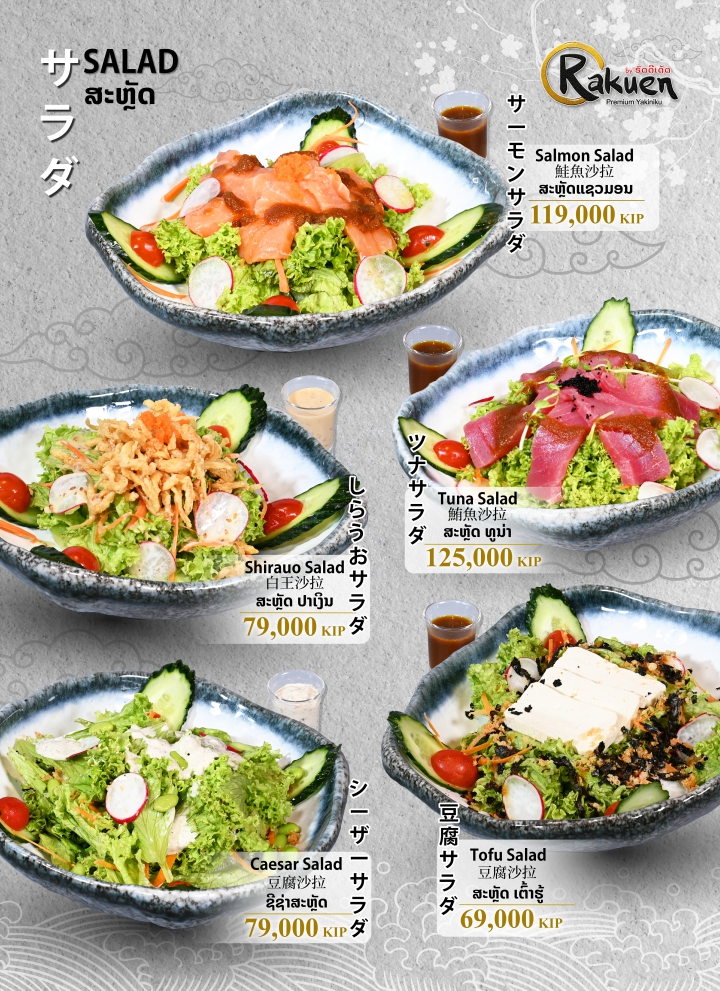 サラダ
SALAD
ສະຫຼັດ
Rakuen
by ຣິດຕິເດັດ
Premium Yakiniku
サーモンサラダ
Salmon Salad
鮭魚沙拉
ສະຫຼັດແຊວມອນ
119,000 KIP
ツナサラダ
Tuna Salad
鮪魚沙拉
ສະຫຼັດ ທູນ່າ
125,000 KIP
しらうおサラダ
Shirauo Salad
白王沙拉
ສະຫຼັດ ປາເງິນ
79,000 KIP
シーザーサラダ
Caesar Salad
豆腐沙拉
ຊີຊ່າສະຫຼັດ
79,000 KIP
豆腐サラダ
Tofu Salad
豆腐沙拉
ສະຫຼັດ ເຕົ້າຮູ້
69,000 KIP